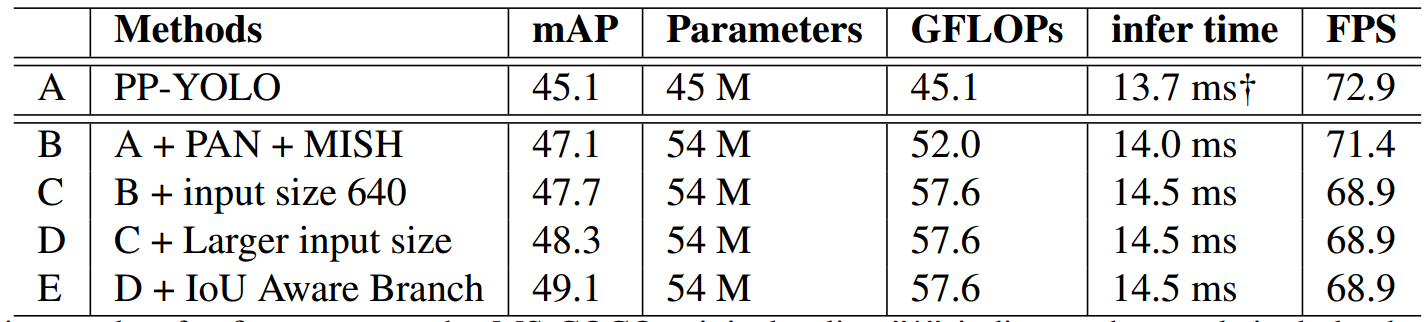 Methods mAP Parameters GFLOPs infer time FPS
A PP-YOLO 45.1 45 M 45.1 13.7 ms† 72.9
B A + PAN + MISH 47.1 54 M 52.0 14.0 ms 71.4
C B + input size 640 47.7 54 M 57.6 14.5 ms 68.9
D C + Larger input size 48.3 54 M 57.6 14.5 ms 68.9
E D + IoU Aware Branch 49.1 54 M 57.6 14.5 ms 68.9